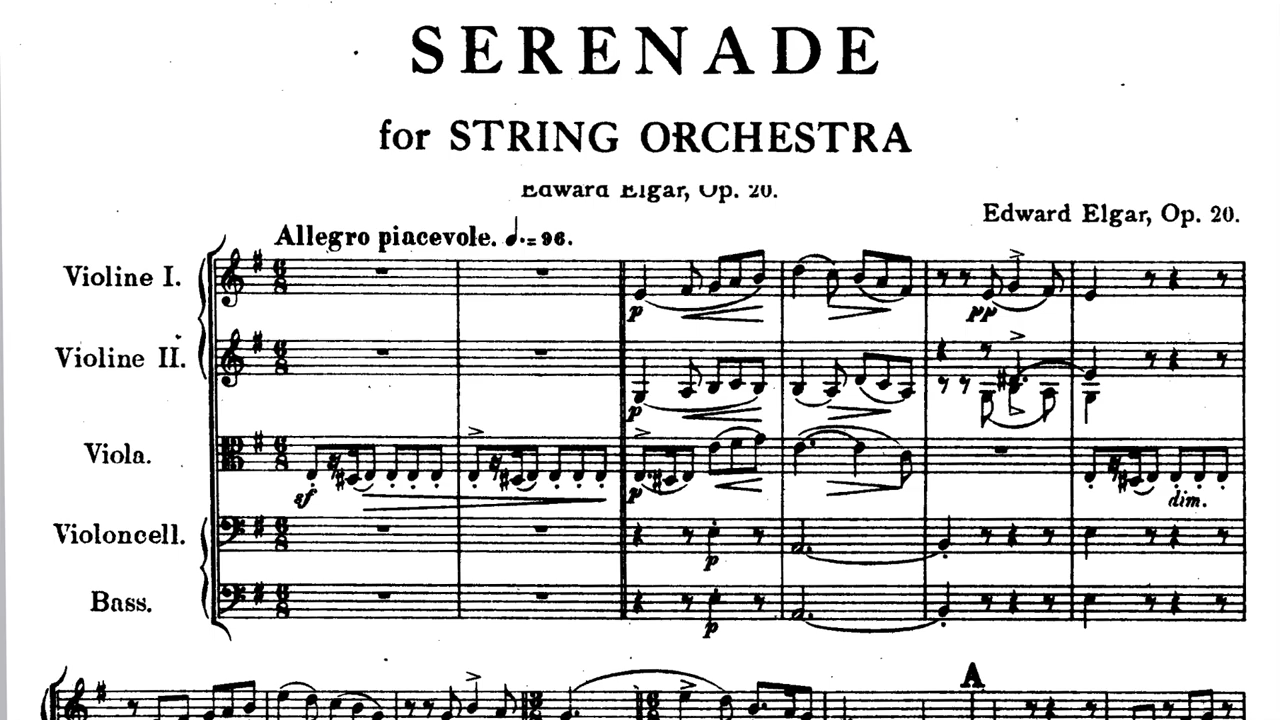 SERENADE
for STRING ORCHESTRA
Edward Elgar, Op. 20.
Edward Elgar, Op. 20.
Allegro piacevole. ♩. = 96.
Violine I.
p
pp
Violine II.
p
Viola.
sf
p
dim.
Violoncell.
p
Bass.
p
A